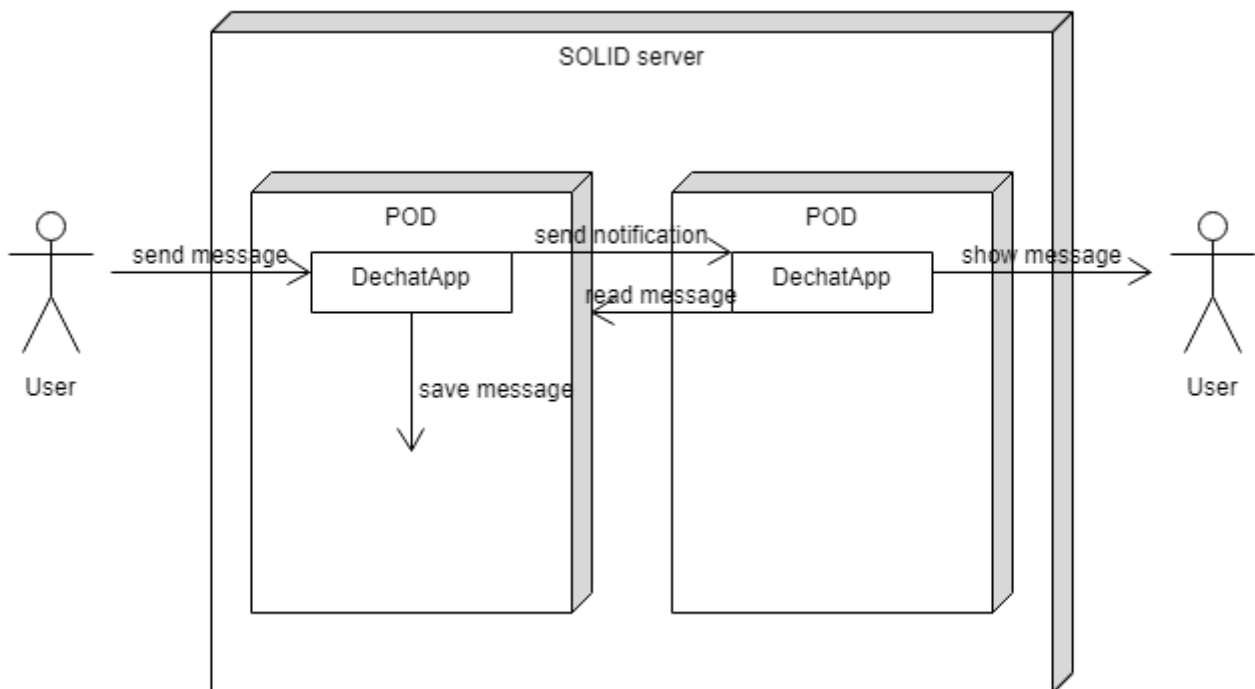 SOLID server
POD
POD
send notification
send message
DechatApp
DechatApp
show message
read message
User
save message
User